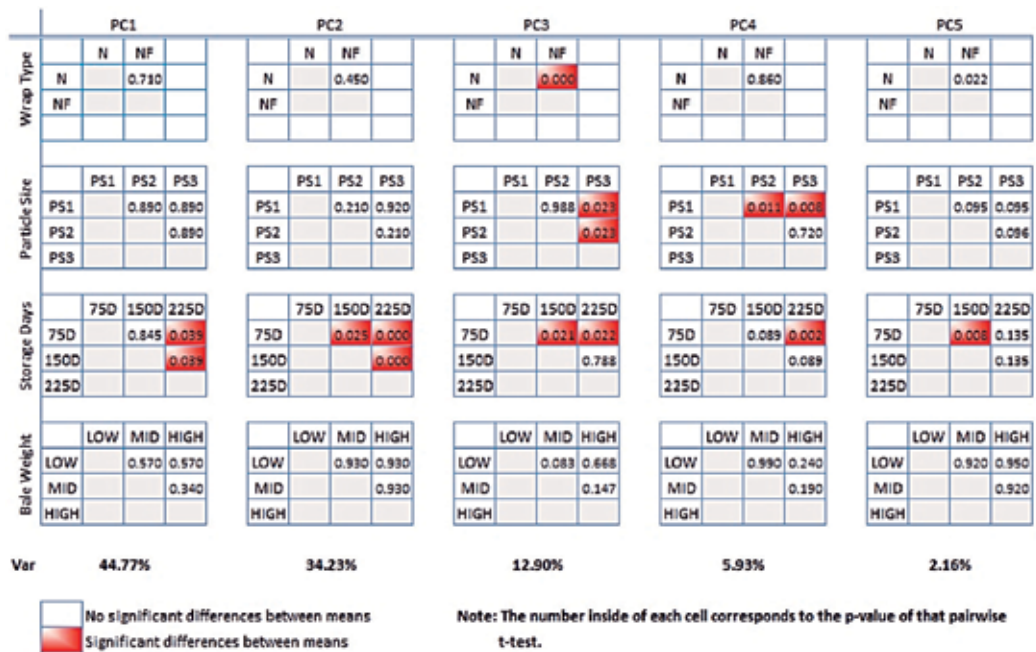 PC1 PC2 PC3 PC4 PC5
Wrap Type
N NF N NF N NF N NF N NF
N 0.710 N 0.450 N 0.000 N 0.860 N 0.022
NF NF NF NF NF
Particle Size
PS1 PS2 PS3 PS1 PS2 PS3 PS1 PS2 PS3 PS1 PS2 PS3 PS1 PS2 PS3
PS1 0.890 0.890 PS1 0.210 0.920 PS1 0.988 0.023 PS1 0.011 0.008 PS1 0.095 0.095
PS2 0.890 PS2 0.210 PS2 0.023 PS2 0.720 PS2 0.096
PS3 PS3 PS3 PS3 PS3
Storage Days
75D 150D 225D 75D 150D 225D 75D 150D 225D 75D 150D 225D 75D 150D 225D
75D 0.845 0.039 75D 0.025 0.000 75D 0.021 0.022 75D 0.089 0.002 75D 0.008 0.135
150D 0.039 150D 0.000 150D 0.788 150D 0.089 150D 0.135
225D 225D 225D 225D 225D
Bale Weight
LOW MID HIGH LOW MID HIGH LOW MID HIGH LOW MID HIGH LOW MID HIGH
LOW 0.570 0.570 LOW 0.930 0.930 LOW 0.083 0.668 LOW 0.990 0.240 LOW 0.920 0.950
MID 0.340 MID 0.930 MID 0.147 MID 0.190 MID 0.920
HIGH HIGH HIGH HIGH HIGH
Var 44.77% 34.23% 12.90% 5.93% 2.16%
No significant differences between means
Significant differences between means
Note: The number inside of each cell corresponds to the p-value of that pairwise
t-test.